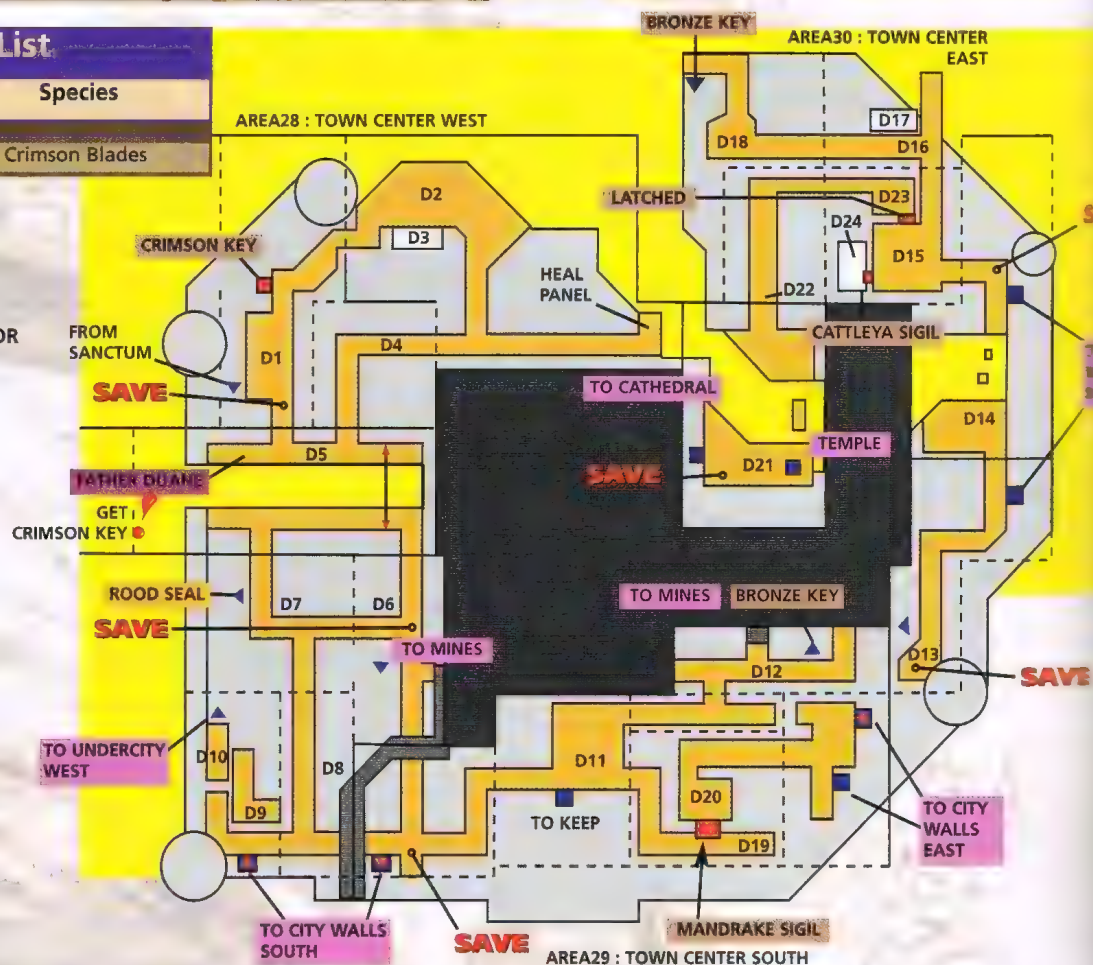 List
Species
Crimson Blades
OR
BRONZE KEY
AREA30 : TOWN CENTER
EAST
AREA28 : TOWN CENTER WEST
D17
D18
D16
D2
LATCHED
D23
D3
D24
D15
CRIMSON KEY
HEAL
PANEL
D22
FROM
SANCTUM
D1
D4
CATTLEYA SIGIL
SAVE
TO CATHEDRAL
D14
TEMPLE
D5
D21
SAVE
FATHER DUANE
GET
CRIMSON KEY
ROOD SEAL
D7
D6
TO MINES
BRONZE KEY
SAVE
TO MINES
D12
D13
SAVE
TO UNDERCITY
WEST
D10
D8
D11
D9
D20
TO KEEP
D19
TO CITY
WALLS
EAST
TO CITY WALLS
SOUTH
SAVE
MANDRAKE SIGIL
AREA29 : TOWN CENTER SOUTH